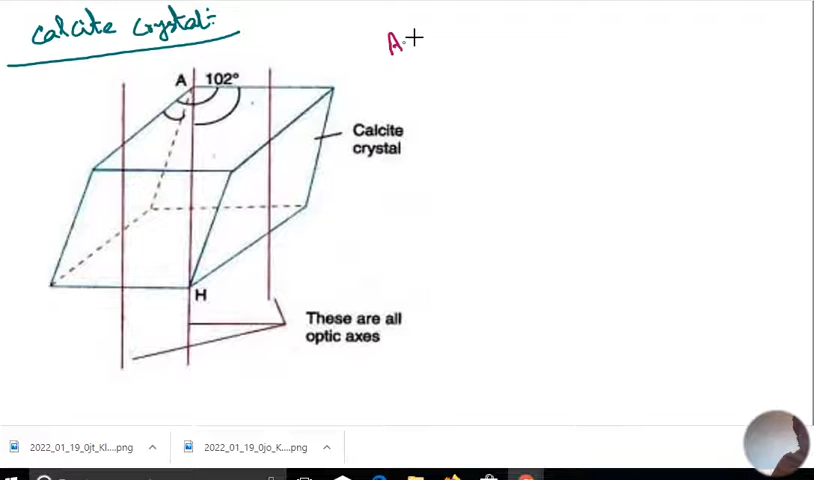 Calcite Crystal:-
A.
A 102°
Calcite
crystal
H
These are all
optic axes
2022_01_19_0jt_Kl....png
2022_01_19_0jo_K....png